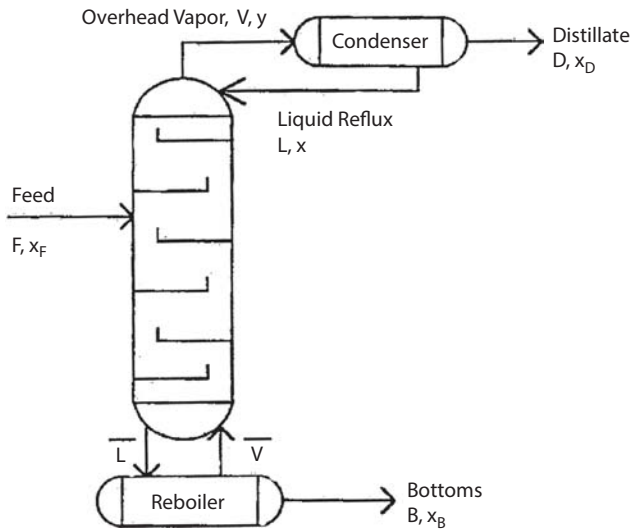 Overhead Vapor, V, y
Condenser
Distillate
D, x_D
Liquid Reflux
L, x
Feed
F, x_F
L̅
V̅
Reboiler
Bottoms
B, x_B